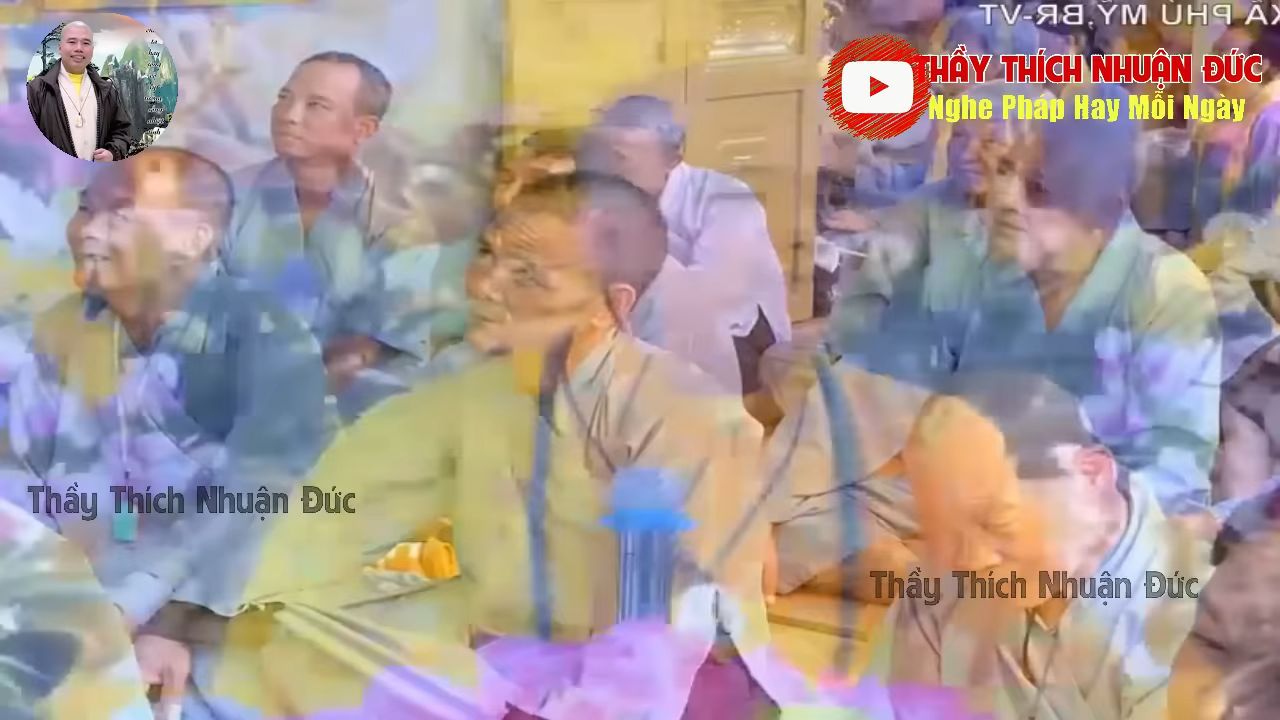 XÃ PHÚ MỸ,BR-VT
THẦY THÍCH NHUẬN ĐỨC
Nghe Pháp Hay Mỗi Ngày
Thầy Thích Nhuận Đức
Thầy Thích Nhuận Đức